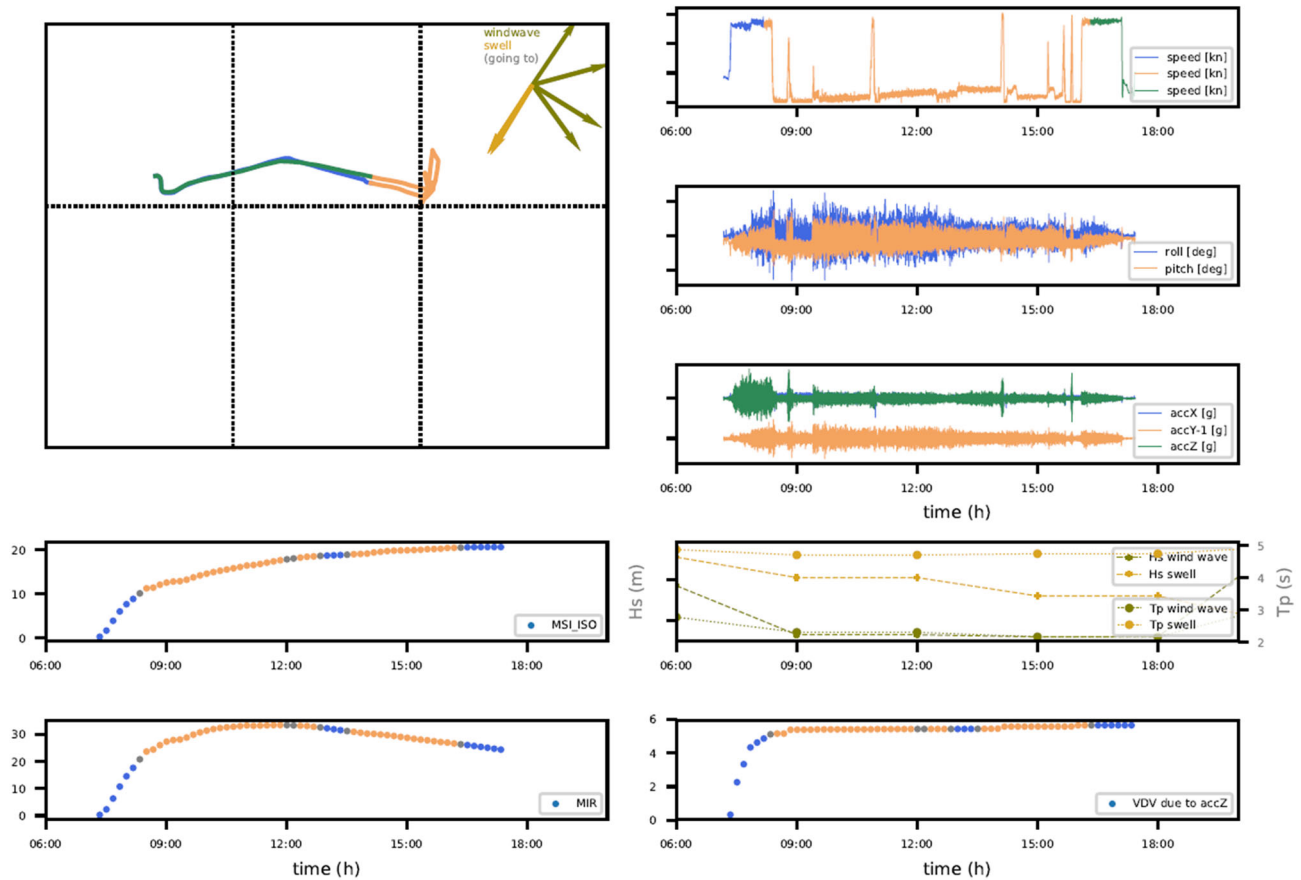 windwave
swell
(going to)
speed [kn]
speed [kn]
speed [kn]
06:00 09:00 12:00 15:00 18:00
roll [deg]
pitch [deg]
06:00 09:00 12:00 15:00 18:00
accX [g]
accY-1 [g]
accZ [g]
06:00 09:00 12:00 15:00 18:00
time (h)
20
10
0
MSI_ISO
06:00 09:00 12:00 15:00 18:00
Hs (m)
Hs wind wave
Hs swell
Tp wind wave
Tp swell
5
4
3
2
Tp (s)
06:00 09:00 12:00 15:00 18:00
30
20
10
0
MIR
06:00 09:00 12:00 15:00 18:00
time (h)
6
4
2
0
VDV due to accZ
06:00 09:00 12:00 15:00 18:00
time (h)